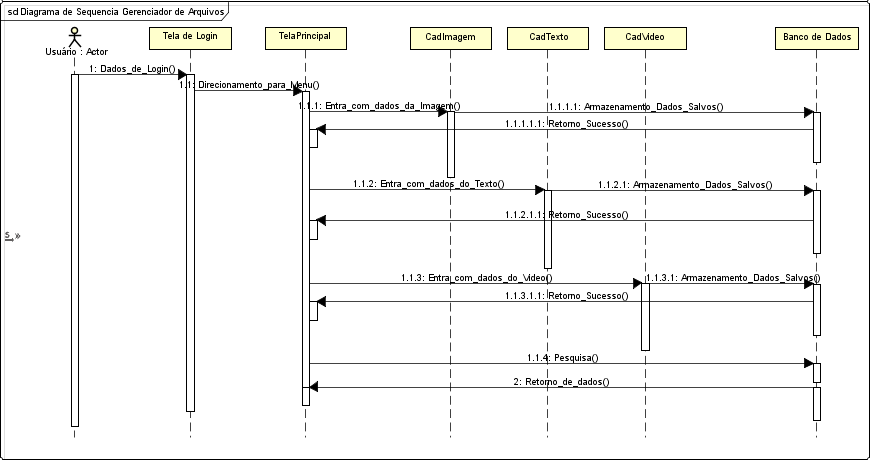 sd Diagrama de Sequencia Gerenciador de Arquivos
Usuário : Actor
Tela de Login
TelaPrincipal
CadImagem
CadTexto
CadVideo
Banco de Dados
1: Dados_de_Login()
1.1: Direcionamento_para_Menu()
1.1.1: Entra_com_dados_da_Imagem()
1.1.1.1: Armazenamento_Dados_Salvos()
1.1.1.1.1: Retorno_Sucesso()
1.1.2: Entra_com_dados_do_Texto()
1.1.2.1: Armazenamento_Dados_Salvos()
1.1.2.1.1: Retorno_Sucesso()
S »
1.1.3: Entra_com_dados_do_Video()
1.1.3.1: Armazenamento_Dados_Salvos()
1.1.3.1.1: Retorno_Sucesso()
1.1.4: Pesquisa()
2: Retorno_de_dados()